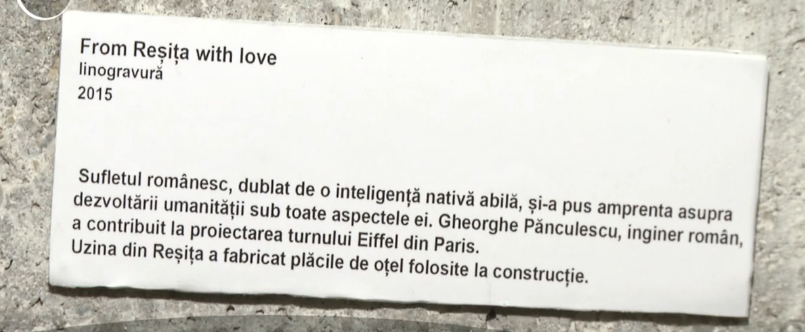 From Reșița with love
linogravură
2015
Sufletul românesc, dublat de o inteligență nativă abilă, și-a pus amprenta asupra
dezvoltării umanității sub toate aspectele ei. Gheorghe Pănculescu, inginer român,
a contribuit la proiectarea turnului Eiffel din Paris.
Uzina din Reșița a fabricat plăcile de oțel folosite la construcție.